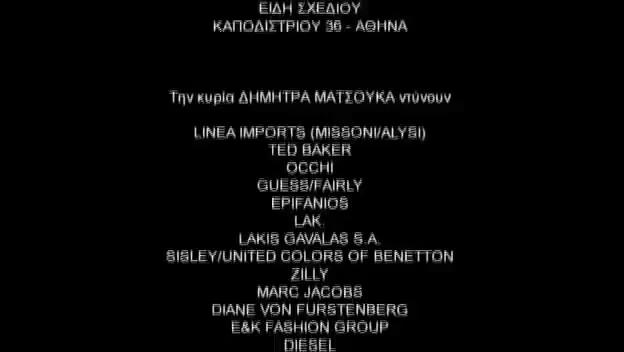 ΕΙΔΗ ΣΧΕΔΙΟΥ
ΚΑΠΟΔΙΣΤΡΙΟΥ 36 - ΑΘΗΝΑ
Την κυρία ΔΗΜΗΤΡΑ ΜΑΤΣΟΥΚΑ ντύνουν
LINEA IMPORTS (MISSONI/ALYSI)
TED BAKER
OCCHI
GUESS/FAIRLY
EPIFANIOS
LAK.
LAKIS GAVALAS S.A.
SISLEY/UNITED COLORS OF BENETTON
ZILLY
MARC JACOBS
DIANE VON FURSTENBERG
E&K FASHION GROUP
DIESEL